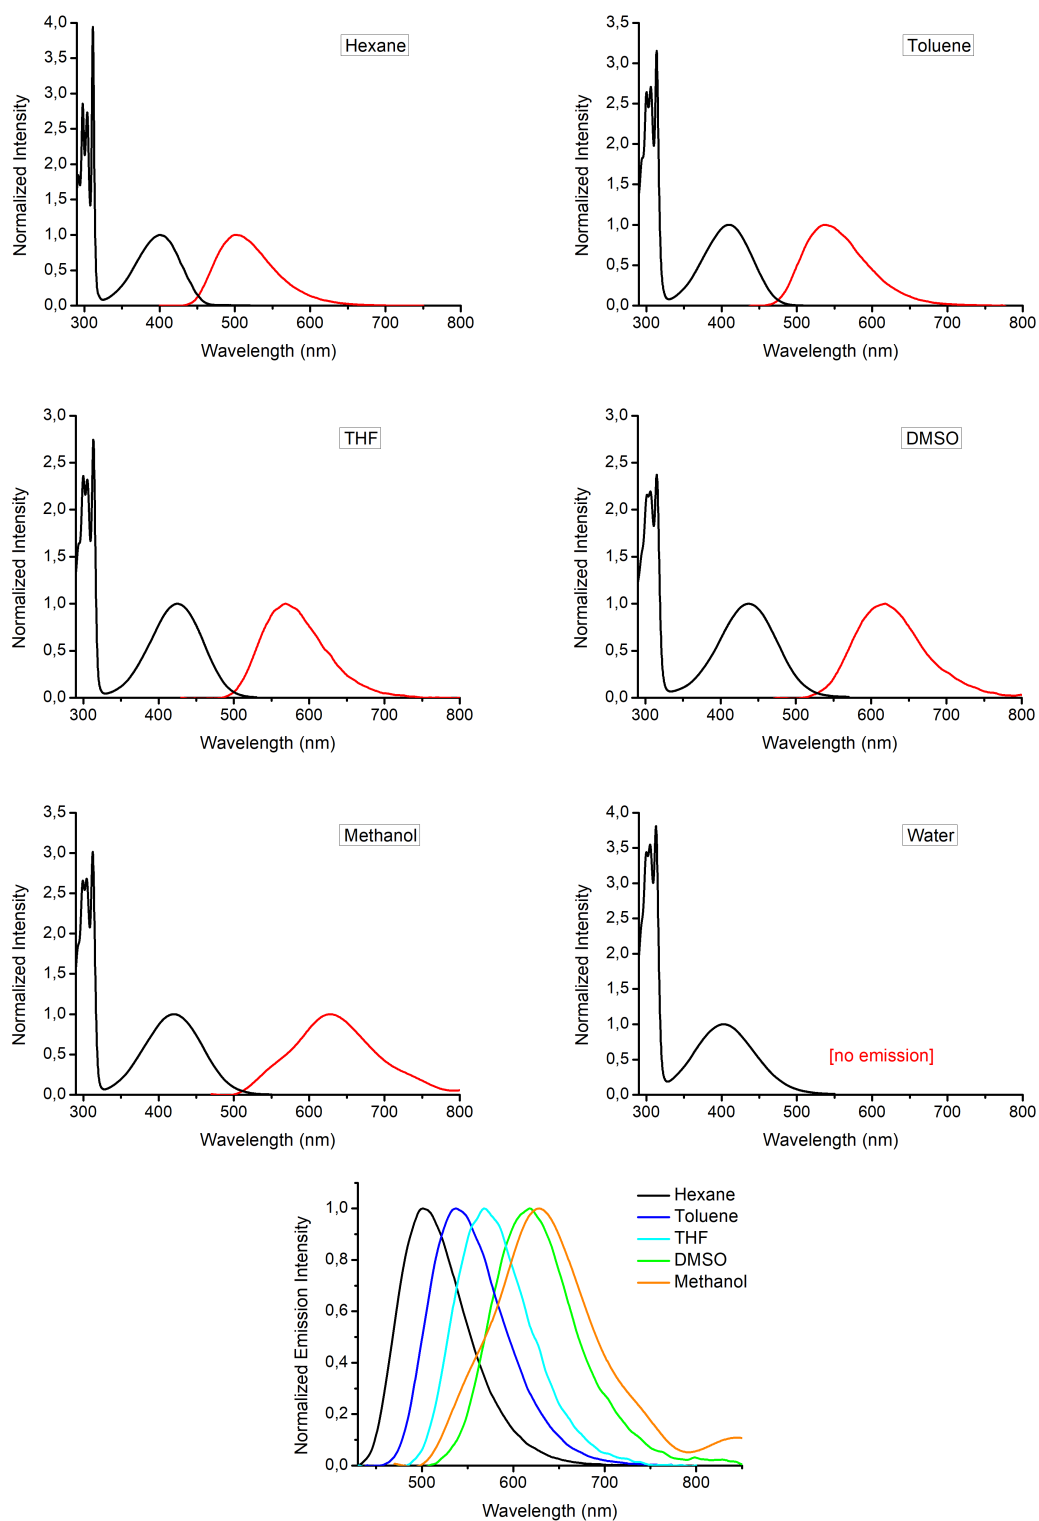 Hexane
Normalized Intensity
4,0
3,5
3,0
2,5
2,0
1,5
1,0
0,5
0,0
300 400 500 600 700 800
Wavelength (nm)
Toluene
Normalized Intensity
3,5
3,0
2,5
2,0
1,5
1,0
0,5
0,0
300 400 500 600 700 800
Wavelength (nm)
THF
Normalized Intensity
3,0
2,5
2,0
1,5
1,0
0,5
0,0
300 400 500 600 700 800
Wavelength (nm)
DMSO
Normalized Intensity
3,0
2,5
2,0
1,5
1,0
0,5
0,0
300 400 500 600 700 800
Wavelength (nm)
Methanol
Normalized Intensity
3,5
3,0
2,5
2,0
1,5
1,0
0,5
0,0
300 400 500 600 700 800
Wavelength (nm)
Water
Normalized Intensity
4,0
3,5
3,0
2,5
2,0
1,5
1,0
0,5
0,0
[no emission]
300 400 500 600 700 800
Wavelength (nm)
Normalized Emission Intensity
1,0
0,8
0,6
0,4
0,2
0,0
Hexane
Toluene
THF
DMSO
Methanol
500 600 700 800
Wavelength (nm)